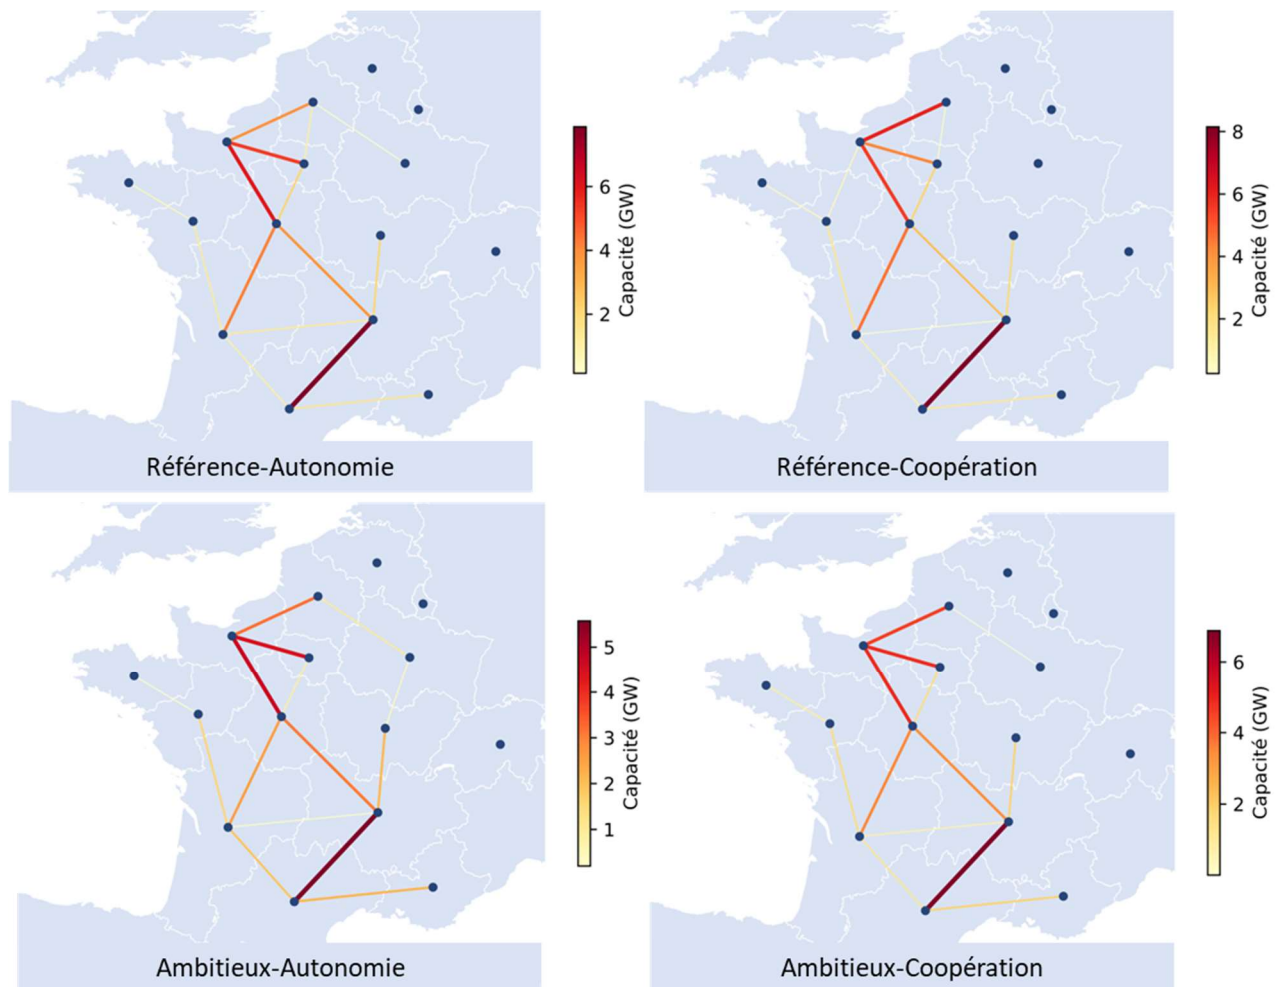 6
4
2
Capacité (GW)
Référence-Autonomie
8
6
4
2
Capacité (GW)
Référence-Coopération
5
4
3
2
1
Capacité (GW)
Ambitieux-Autonomie
6
4
2
Capacité (GW)
Ambitieux-Coopération